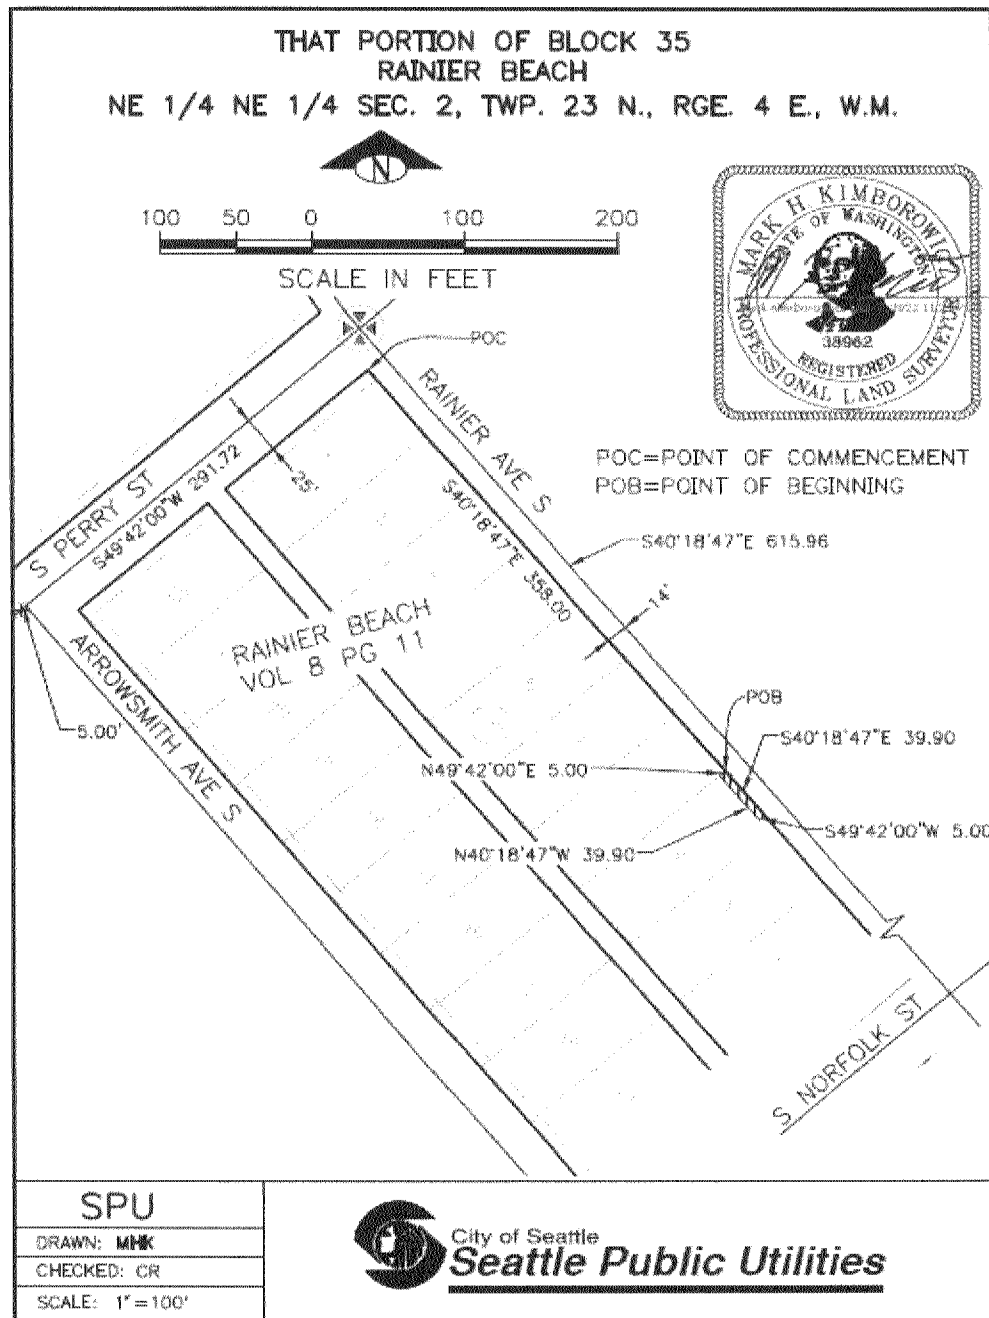 THAT PORTION OF BLOCK 35
RAINIER BEACH
NE 1/4 NE 1/4 SEC. 2, TWP. 23 N., RGE. 4 E., W.M.
N
100 50 0 100 200
SCALE IN FEET
MARK H KIMBOROWICZ
STATE OF WASHINGTON
38962
REGISTERED
PROFESSIONAL LAND SURVEYOR
POC
RAINIER AVE S
POC=POINT OF COMMENCEMENT
POB=POINT OF BEGINNING
25'
S PERRY ST
S49°42'00"W 291.72
S40°18'47"E 358.00
S40°18'47"E 615.96
14'
RAINIER BEACH
VOL 8 PG 11
ARROWSMITH AVE S
5.00'
POB
S40°18'47"E 39.90
N49°42'00"E 5.00
S49°42'00"W 5.00
N40°18'47"W 39.90
S NORFOLK ST
SPU
DRAWN: MHK
CHECKED: CR
SCALE: 1"=100'
City of Seattle
Seattle Public Utilities